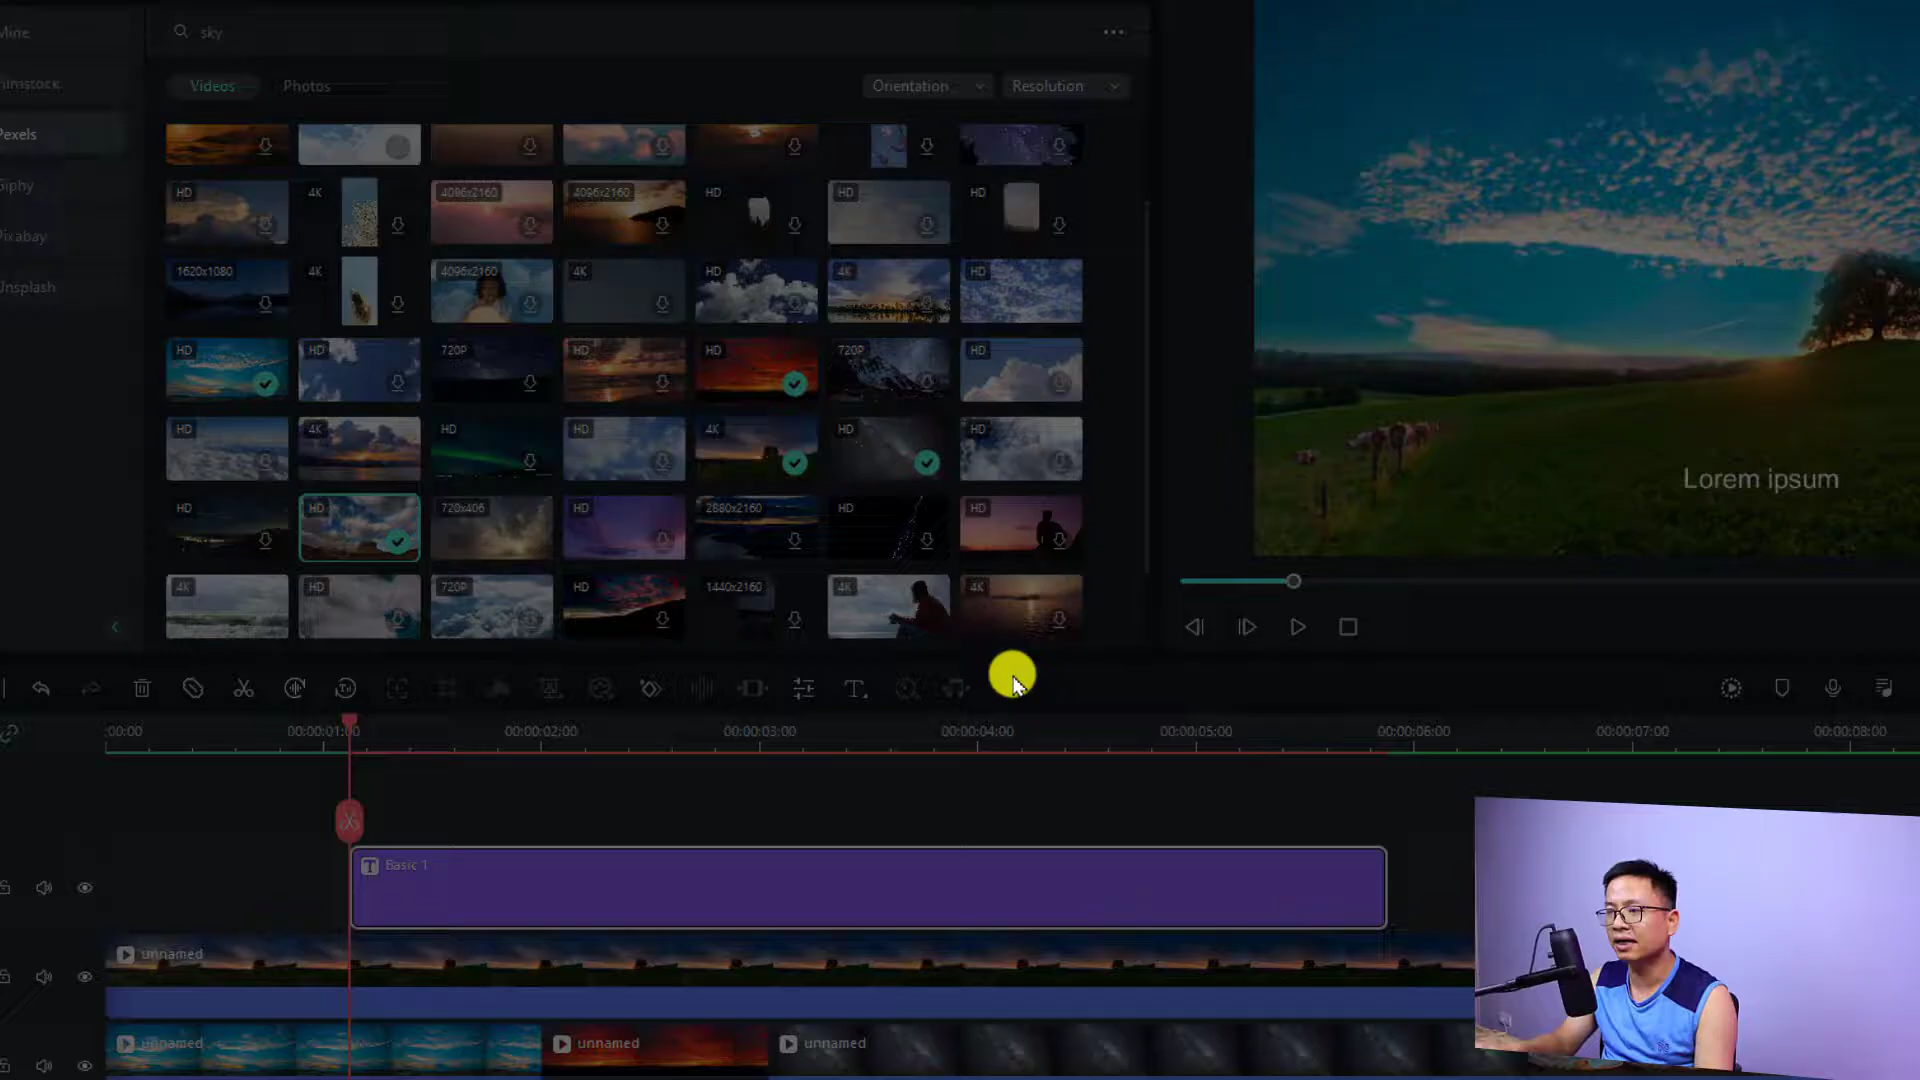 Mine
sky
Filmstock
Videos
Photos
Orientation
Resolution
Pexels
Giphy
HD
4K
4096x2160
4096x2160
HD
HD
HD
Pixabay
1620x1080
4K
4096x2160
4K
HD
4K
HD
Unsplash
HD
HD
720P
HD
HD
720P
HD
HD
4K
HD
HD
4K
HD
HD
HD
HD
720x406
HD
2880x2160
HD
HD
4K
HD
720P
HD
1440x2160
4K
4K
Lorem ipsum
:00:00
00:00:01:00
00:00:02:00
00:00:03:00
00:00:04:00
00:00:05:00
00:00:06:00
00:00:07:00
00:00:08:00
Basic 1
unnamed
unnamed
unnamed
unnamed